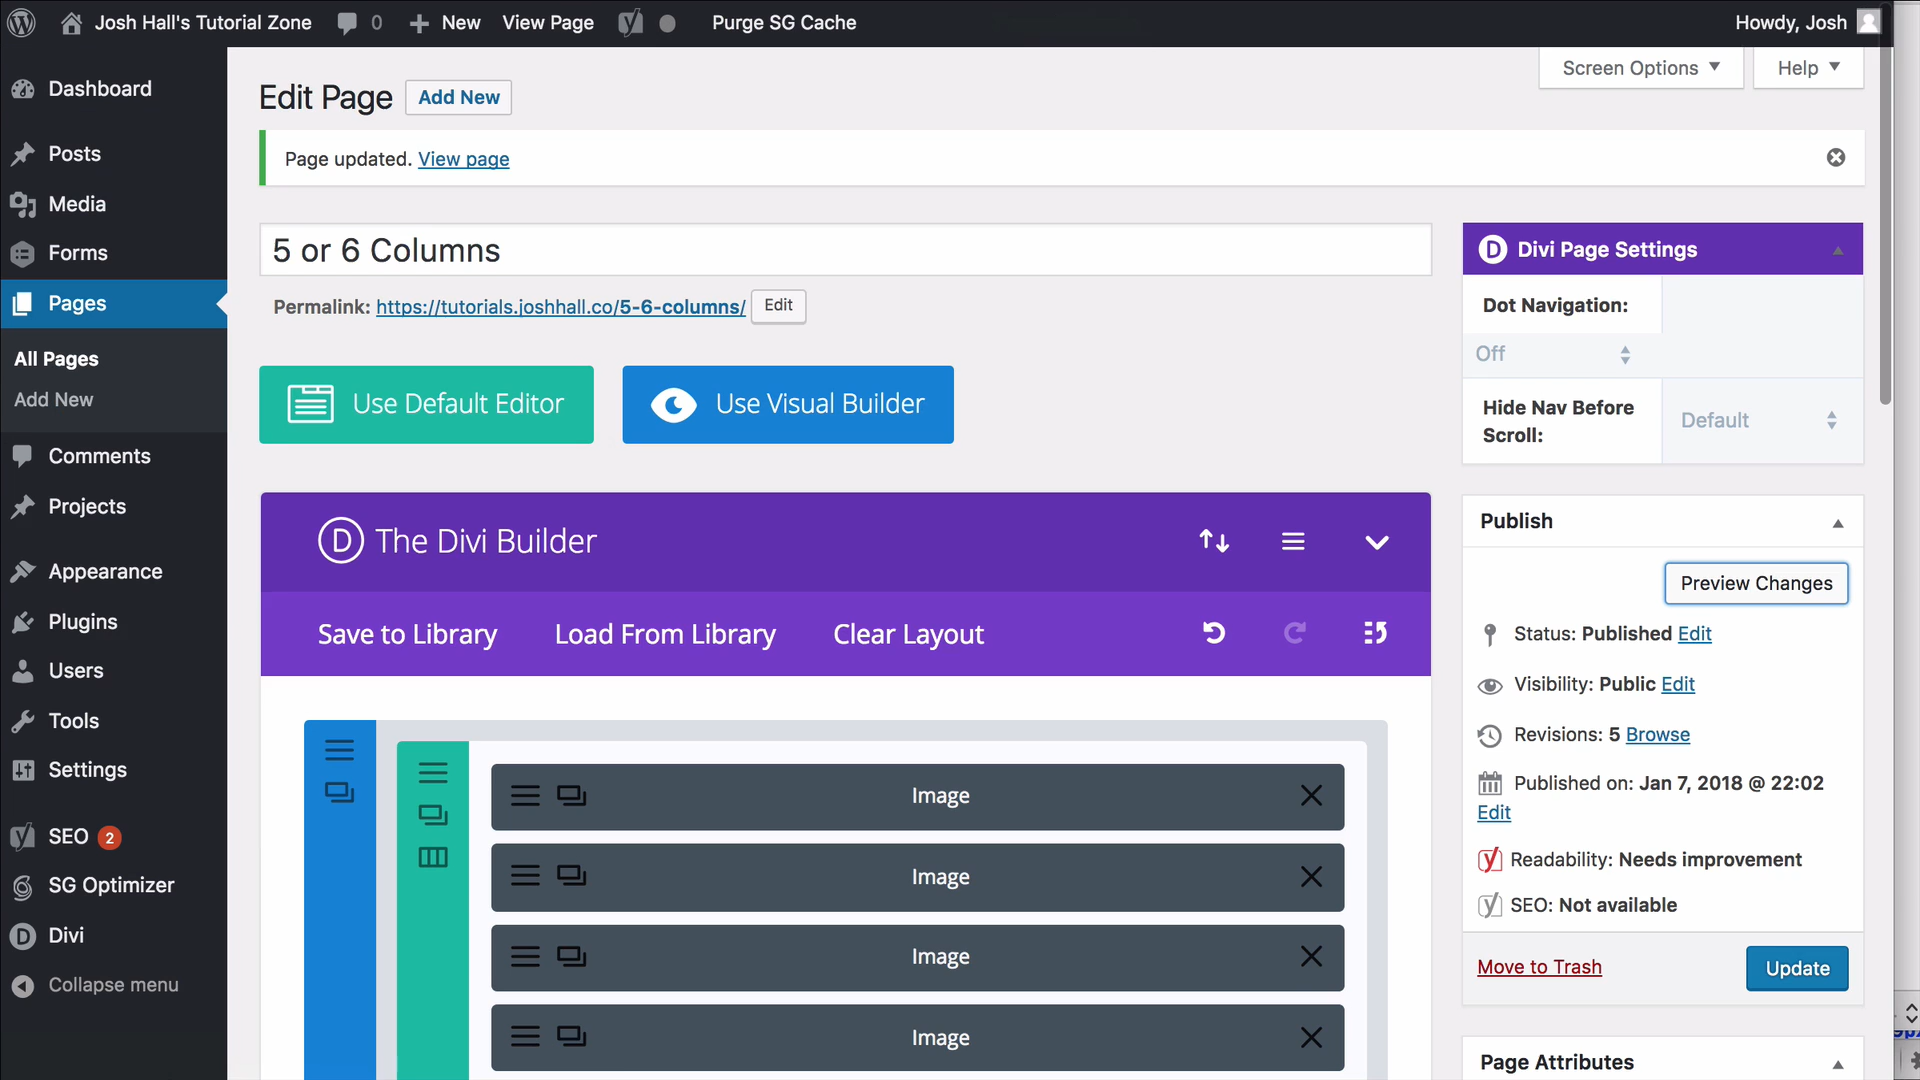 Josh Hall's Tutorial Zone 0 New View Page Purge SG Cache Howdy, Josh
Screen Options Help
Dashboard
Posts
Media
Forms
Pages
All Pages
Add New
Comments
Projects
Appearance
Plugins
Users
Tools
Settings
SEO 2
SG Optimizer
Divi
Collapse menu
Edit Page Add New
Page updated. View page
5 or 6 Columns
Permalink: https://tutorials.joshhall.co/5-6-columns/ Edit
Use Default Editor Use Visual Builder
The Divi Builder
Save to Library Load From Library Clear Layout
Image
Image
Image
Image
Divi Page Settings
Dot Navigation:
Off
Hide Nav Before
Scroll:
Default
Publish
Preview Changes
Status: Published Edit
Visibility: Public Edit
Revisions: 5 Browse
Published on: Jan 7, 2018 @ 22:02
Edit
Readability: Needs improvement
SEO: Not available
Move to Trash Update
Page Attributes